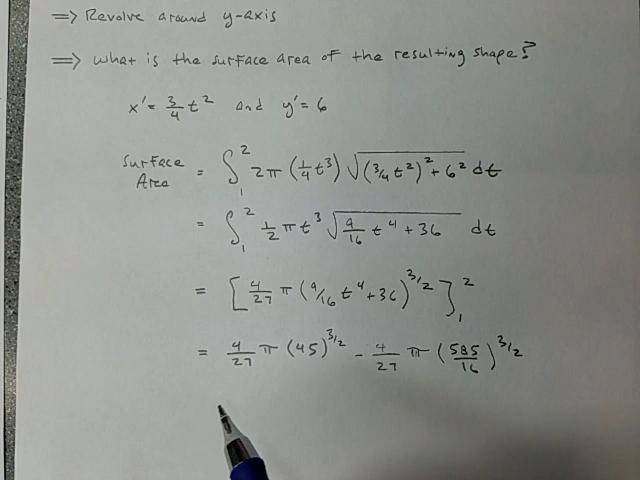 ⇒ Revolve around y-axis
⇒ What is the surface area of the resulting shape?
x' = 3/4 t² and y' = 6
Surface Area = ∫₁² 2π (1/4 t³) √((3/4 t²)² + 6²) dt
= ∫₁² 1/2 π t³ √(9/16 t⁴ + 36) dt
= [4/27 π (9/16 t⁴ + 36)^(3/2)]₁²
= 4/27 π (45)^(3/2) - 4/27 π (585/16)^(3/2)